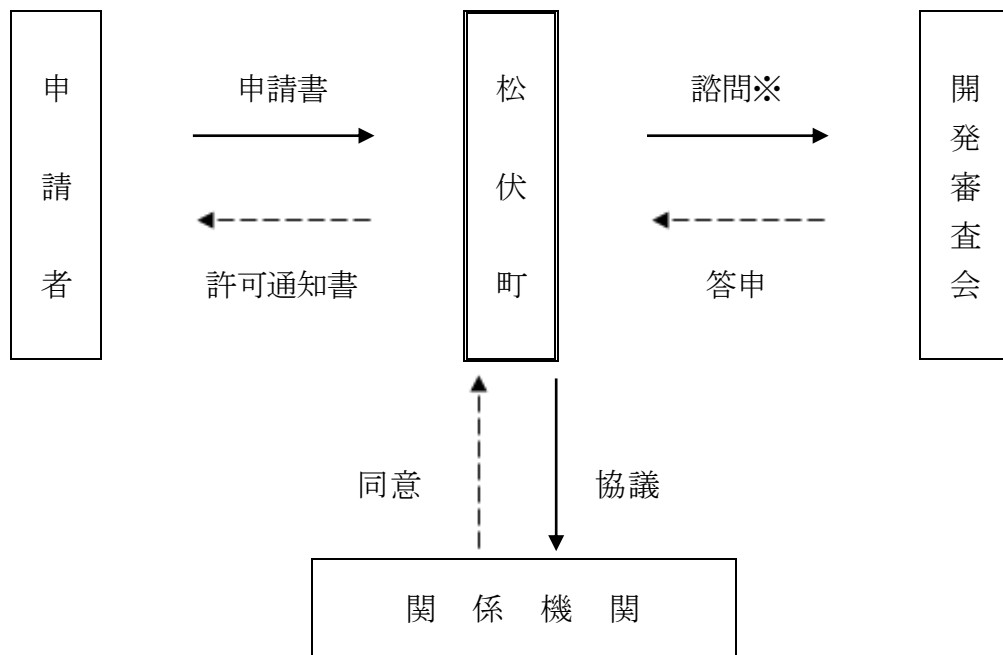 申請者
申請書
許可通知書
松伏町
諮問※
答申
開発審査会
同意
協議
関係機関